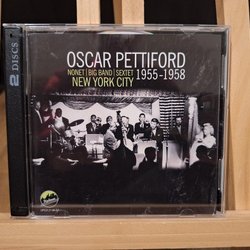 2 DISCS
OSCAR PETTIFORD
NONET | BIG BAND | SEXTET 1955-1958
NEW YORK CITY